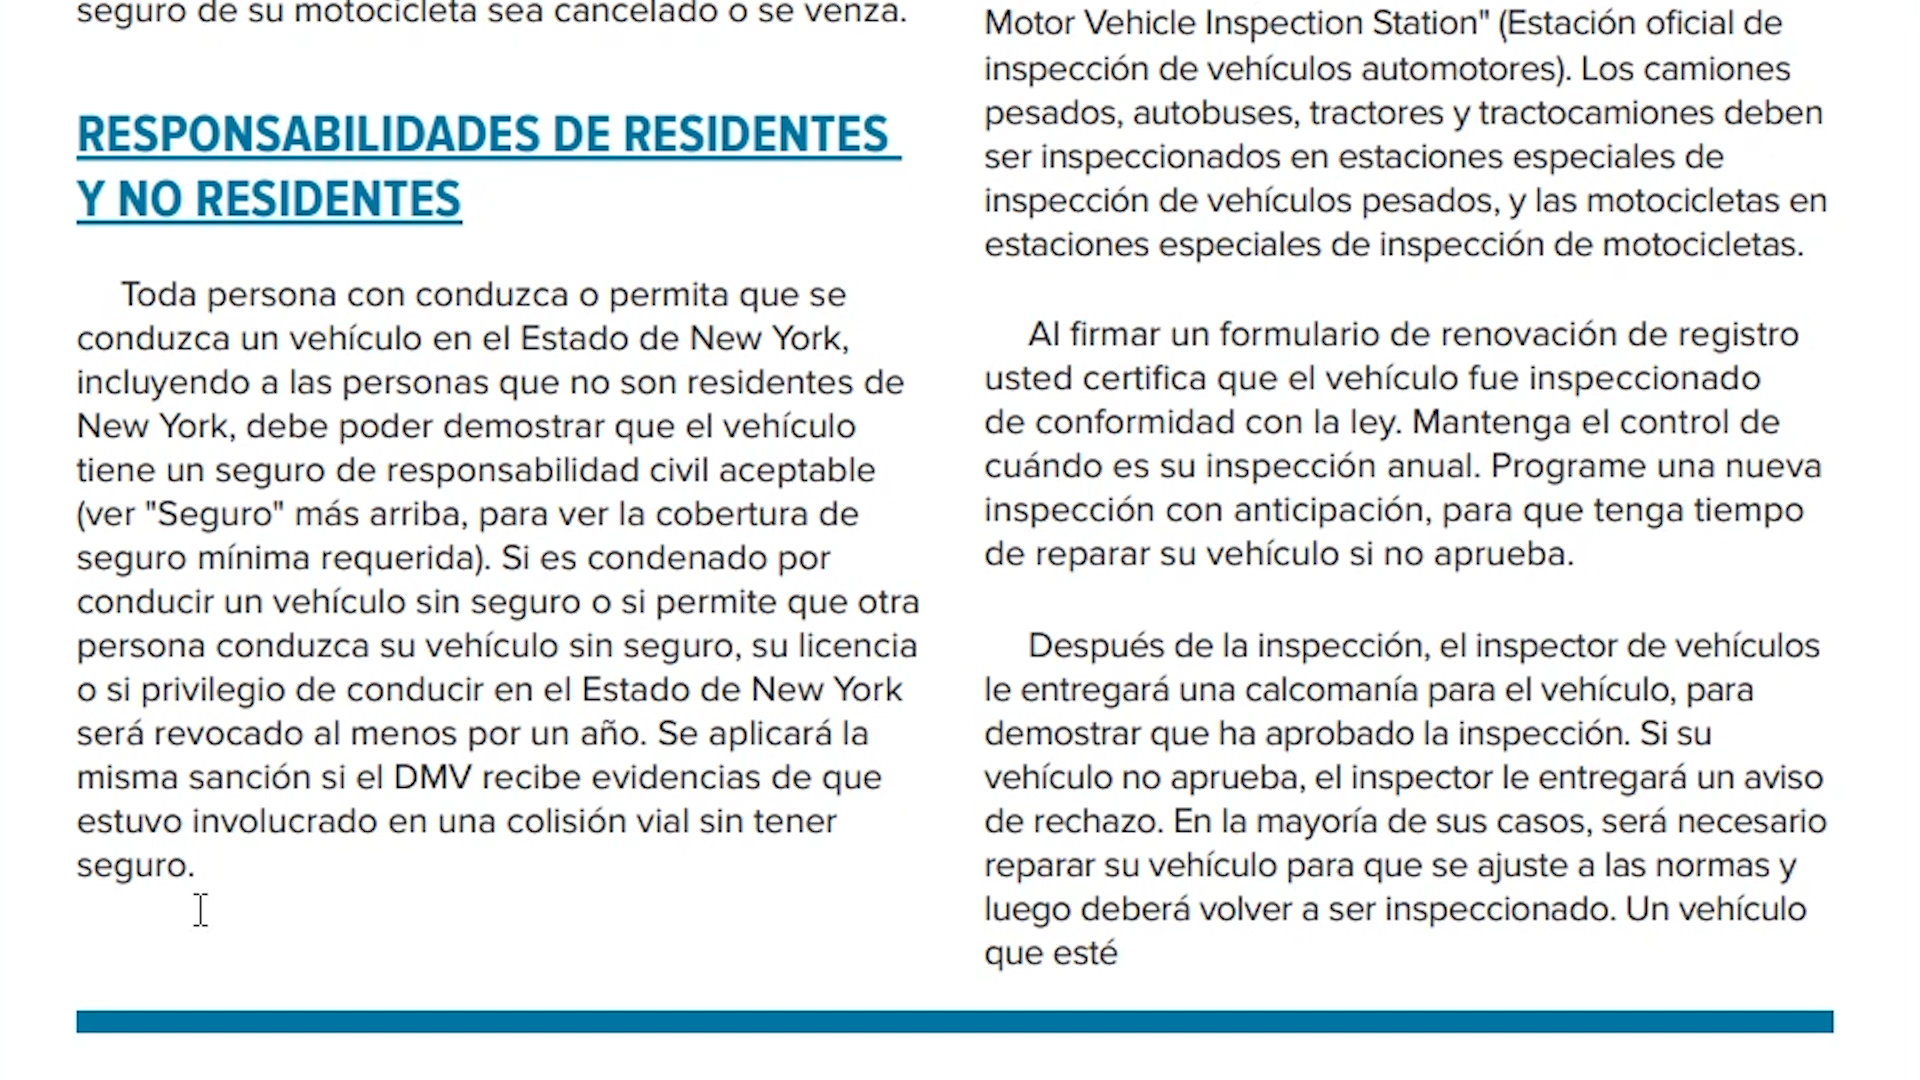 seguro de su motocicleta sea cancelado o se venza.
RESPONSABILIDADES DE RESIDENTES
Y NO RESIDENTES
Toda persona con conduzca o permita que se
conduzca un vehículo en el Estado de New York,
incluyendo a las personas que no son residentes de
New York, debe poder demostrar que el vehículo
tiene un seguro de responsabilidad civil aceptable
(ver "Seguro" más arriba, para ver la cobertura de
seguro mínima requerida). Si es condenado por
conducir un vehículo sin seguro o si permite que otra
persona conduzca su vehículo sin seguro, su licencia
o si privilegio de conducir en el Estado de New York
será revocado al menos por un año. Se aplicará la
misma sanción si el DMV recibe evidencias de que
estuvo involucrado en una colisión vial sin tener
seguro.
Motor Vehicle Inspection Station" (Estación oficial de
inspección de vehículos automotores). Los camiones
pesados, autobuses, tractores y tractocamiones deben
ser inspeccionados en estaciones especiales de
inspección de vehículos pesados, y las motocicletas en
estaciones especiales de inspección de motocicletas.
Al firmar un formulario de renovación de registro
usted certifica que el vehículo fue inspeccionado
de conformidad con la ley. Mantenga el control de
cuándo es su inspección anual. Programe una nueva
inspección con anticipación, para que tenga tiempo
de reparar su vehículo si no aprueba.
Después de la inspección, el inspector de vehículos
le entregará una calcomanía para el vehículo, para
demostrar que ha aprobado la inspección. Si su
vehículo no aprueba, el inspector le entregará un aviso
de rechazo. En la mayoría de sus casos, será necesario
reparar su vehículo para que se ajuste a las normas y
luego deberá volver a ser inspeccionado. Un vehículo
que esté